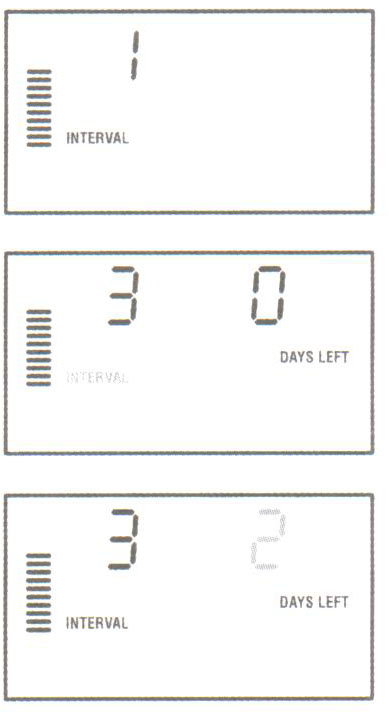 1
INTERVAL
3 0
DAYS LEFT
INTERVAL
3 2
DAYS LEFT
INTERVAL